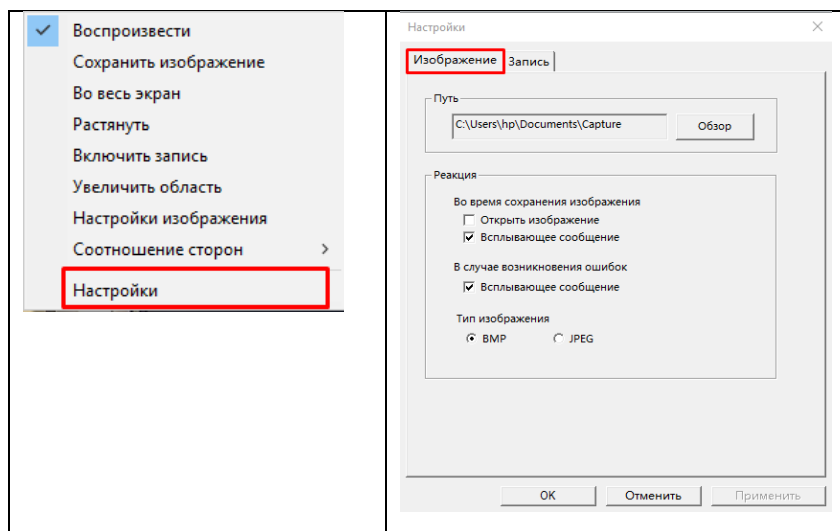 Воспроизвести
Сохранить изображение
Во весь экран
Растянуть
Включить запись
Увеличить область
Настройки изображения
Соотношение сторон
Настройки
Настройки
Изображение Запись
Путь
C:\Users\hp\Documents\Capture Обзор
Реакция
Во время сохранения изображения
Открыть изображение
Всплывающее сообщение
В случае возникновения ошибок
Всплывающее сообщение
Тип изображения
BMP JPEG
OK Отменить Применить